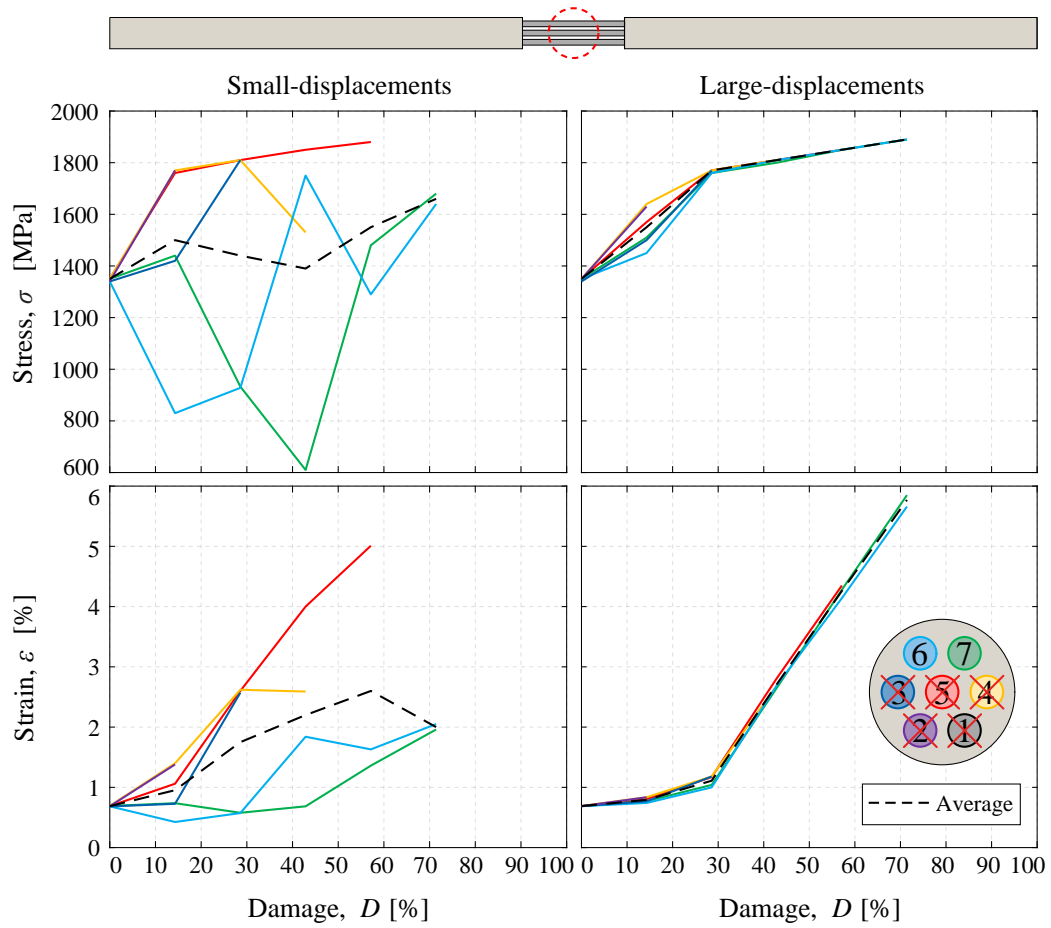 Small-displacements
Large-displacements
2000
1800
1600
1400
1200
1000
800
600
Stress, σ [MPa]
6
5
4
3
2
1
0
Strain, ε [%]
6 7
3 5 4
2 1
Average
0 10 20 30 40 50 60 70 80 90 100
0 10 20 30 40 50 60 70 80 90 100
Damage, D [%]
Damage, D [%]